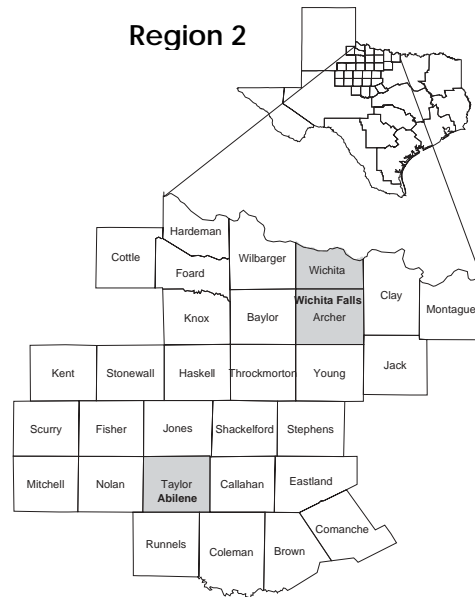 Region 2
Hardeman
Cottle
Foard
Wilbarger
Wichita
Clay
Montague
Wichita Falls
Archer
Knox
Baylor
Kent
Stonewall
Haskell
Throckmorton
Young
Jack
Scurry
Fisher
Jones
Shackelford
Stephens
Mitchell
Nolan
Taylor
Abilene
Callahan
Eastland
Runnels
Coleman
Brown
Comanche